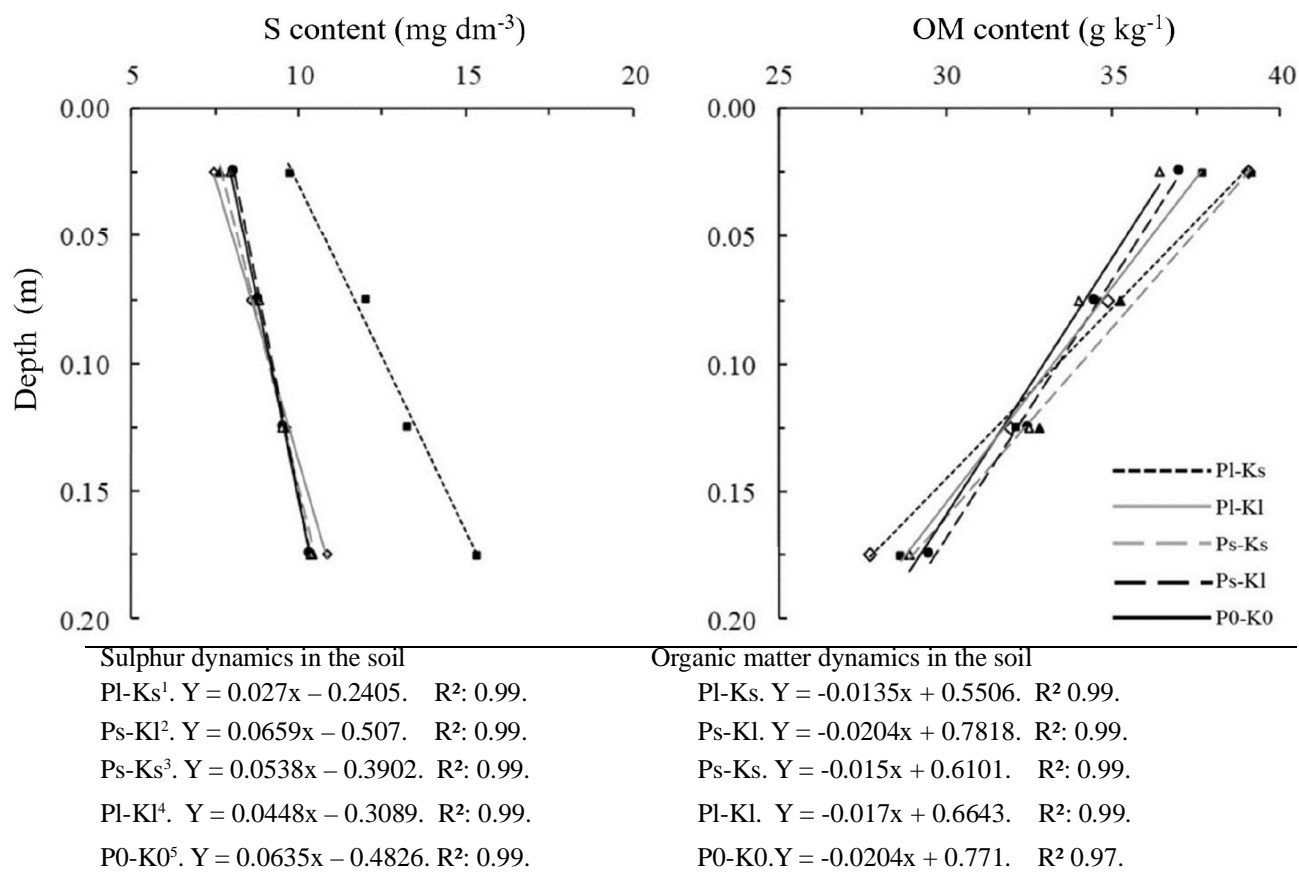 S content (mg dm-3)
OM content (g kg-1)
5 10 15 20
25 30 35 40
0.00
0.05
0.10
0.15
0.20
Depth (m)
0.00
0.05
0.10
0.15
0.20
Pl-Ks
Pl-Kl
Ps-Ks
Ps-Kl
P0-K0
Sulphur dynamics in the soil
Pl-Ks¹. Y = 0.027x – 0.2405. R²: 0.99.
Ps-Kl². Y = 0.0659x – 0.507. R²: 0.99.
Ps-Ks³. Y = 0.0538x – 0.3902. R²: 0.99.
Pl-Kl⁴. Y = 0.0448x – 0.3089. R²: 0.99.
P0-K0⁵. Y = 0.0635x – 0.4826. R²: 0.99.
Organic matter dynamics in the soil
Pl-Ks. Y = -0.0135x + 0.5506. R² 0.99.
Ps-Kl. Y = -0.0204x + 0.7818. R²: 0.99.
Ps-Ks. Y = -0.015x + 0.6101. R²: 0.99.
Pl-Kl. Y = -0.017x + 0.6643. R²: 0.99.
P0-K0.Y = -0.0204x + 0.771. R² 0.97.